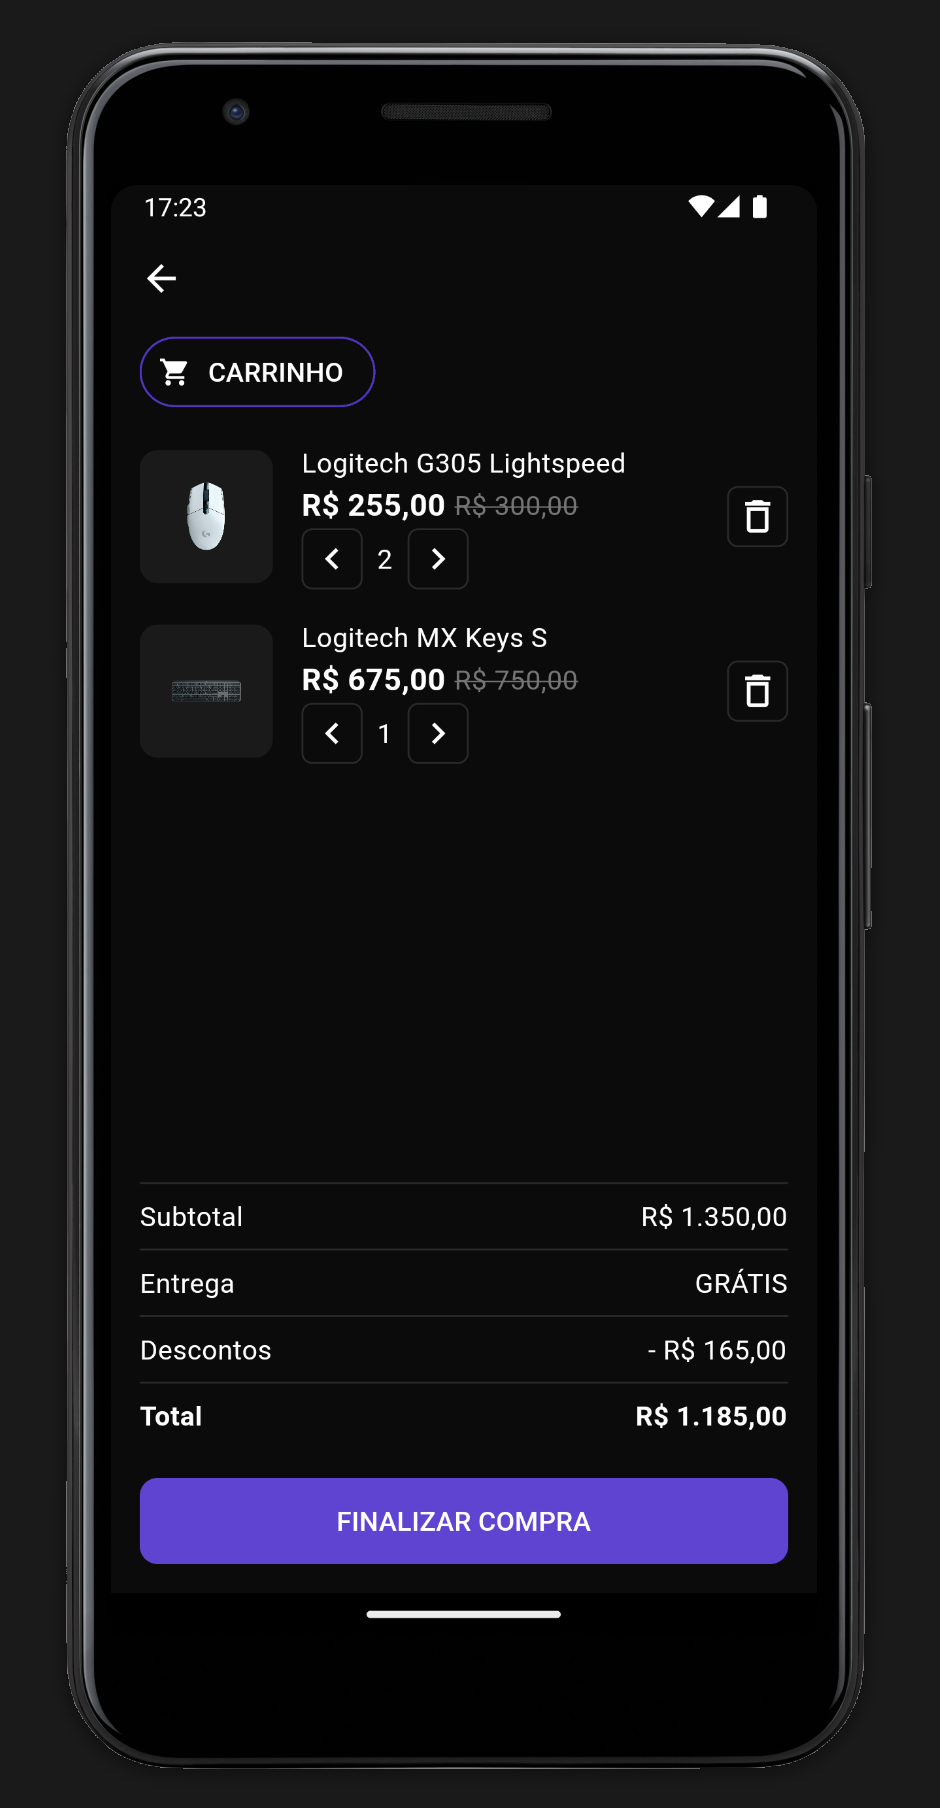 17:23
CARRINHO
Logitech G305 Lightspeed
R$ 255,00 R$ 300,00
2
Logitech MX Keys S
R$ 675,00 R$ 750,00
1
Subtotal R$ 1.350,00
Entrega GRÁTIS
Descontos - R$ 165,00
Total R$ 1.185,00
FINALIZAR COMPRA